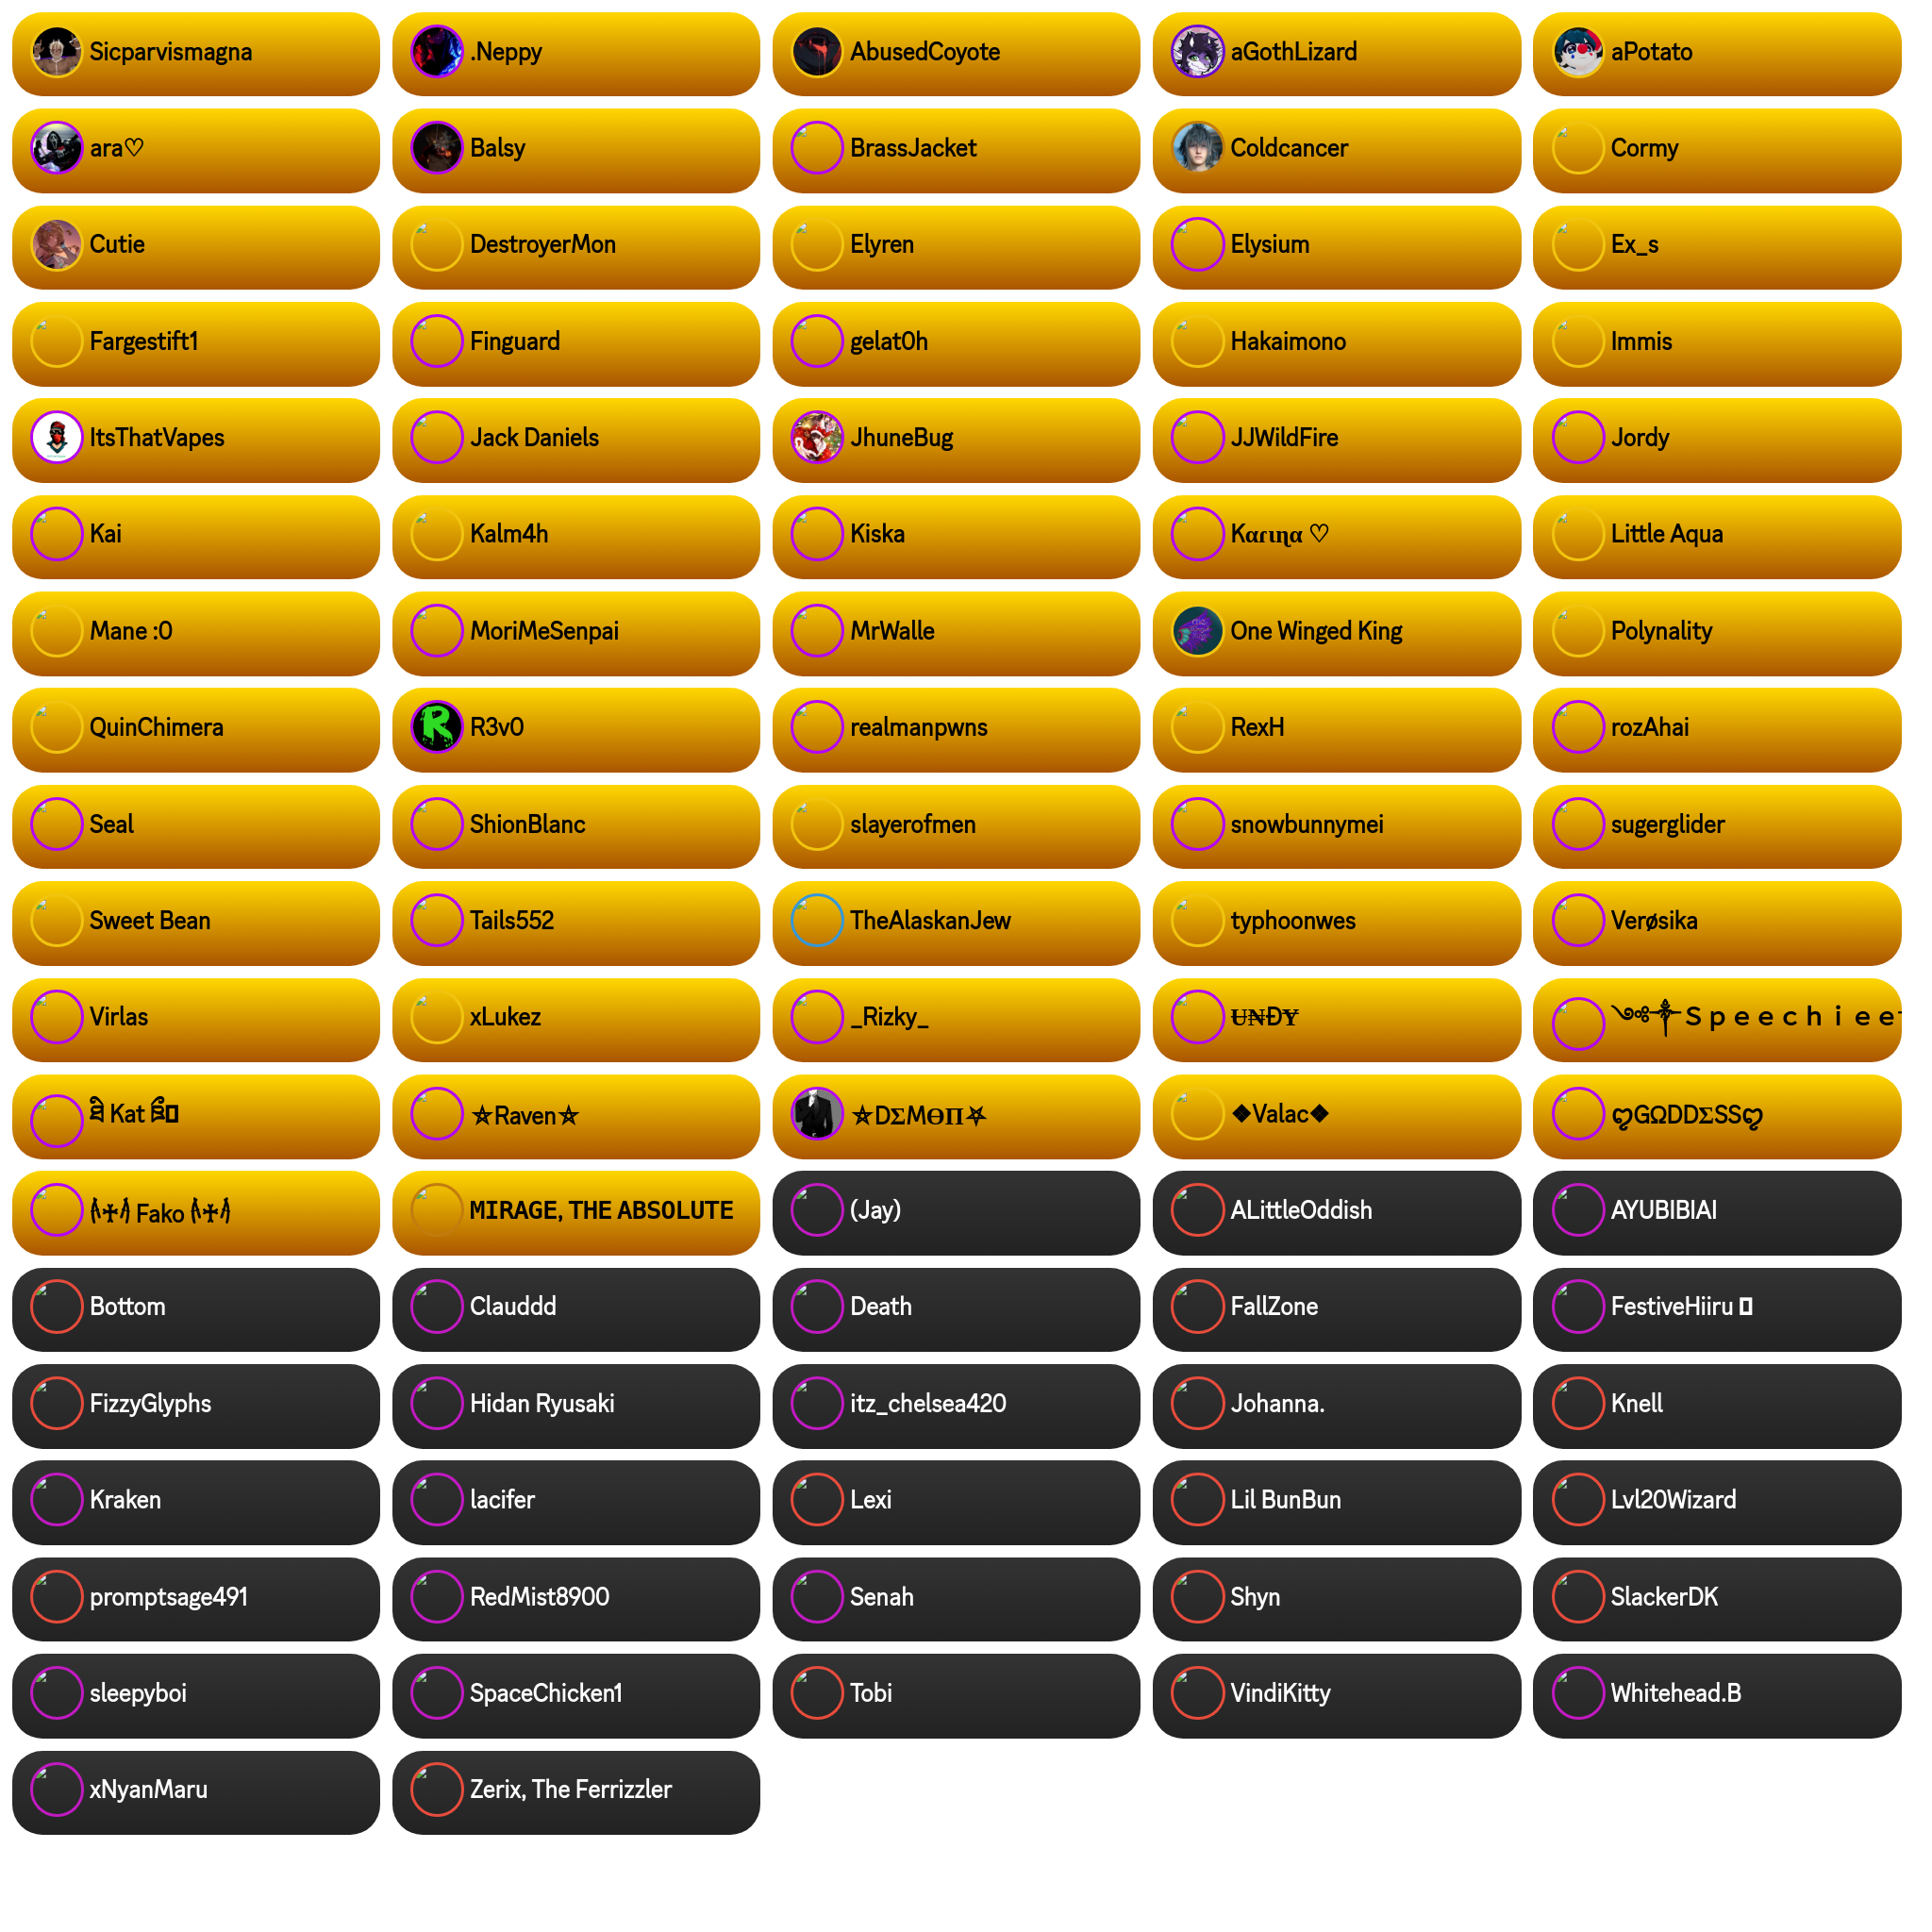 Sicparvismagna
.Neppy
AbusedCoyote
aGothLizard
aPotato
ara♡
Balsy
BrassJacket
Coldcancer
Cormy
Cutie
DestroyerMon
Elyren
Elysium
Ex_s
Fargestift1
Finguard
gelat0h
Hakaimono
Immis
ItsThatVapes
Jack Daniels
JhuneBug
JJWildFire
Jordy
Kai
Kalm4h
Kiska
Kαɾιɳα ♡
Little Aqua
Mane :0
MoriMeSenpai
MrWalle
One Winged King
Polynality
QuinChimera
R3v0
realmanpwns
RexH
rozAhai
Seal
ShionBlanc
slayerofmen
snowbunnymei
sugerglider
Sweet Bean
Tails552
TheAlaskanJew
typhoonwes
Verøsika
Virlas
xLukez
_Rizky_
U̶₦ĐɎ
༺☬Ｓｐｅｅｃｈｉｅｅ
Kat
⛤Raven⛤
⛤DΣMӨП⛧
❖Valac❖
ღGΩDDΣSSღ
Fako
MIRAGE, THE ABSOLUTE
(Jay)
ALittleOddish
AYUBIBIAI
Bottom
Clauddd
Death
FallZone
FestiveHiiru
FizzyGlyphs
Hidan Ryusaki
itz_chelsea420
Johanna.
Knell
Kraken
lacifer
Lexi
Lil BunBun
Lvl20Wizard
promptsage491
RedMist8900
Senah
Shyn
SlackerDK
sleepyboi
SpaceChicken1
Tobi
VindiKitty
Whitehead.B
xNyanMaru
Zerix, The Ferrizzler